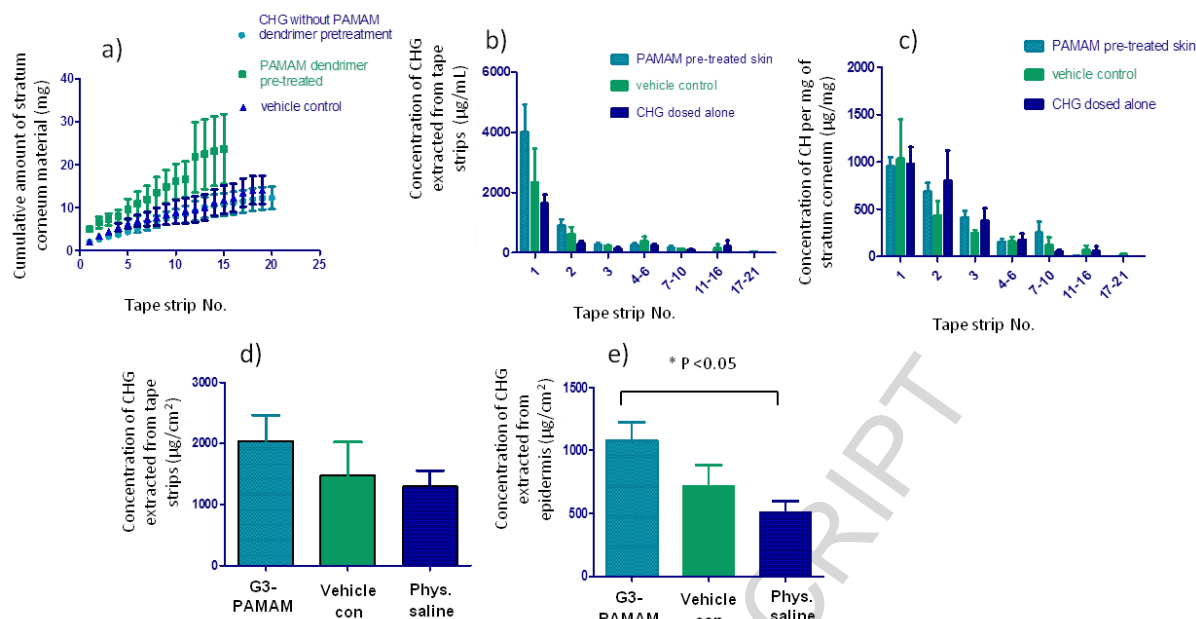 a)
CHG without PAMAM
dendrimer pretreatment
PAMAM dendrimer
pre-treated
vehicle control
Cumulative amount of stratum
corneum material (mg)
40
30
20
10
0
0 5 10 15 20 25
Tape strip No.
b)
PAMAM pre-treated skin
vehicle control
CHG dosed alone
Concentration of CHG
extracted from tape
strips (µg/mL)
6000
4000
2000
0
1 2 3 4-6 7-10 11-16 17-21
Tape strip No.
c)
PAMAM pre-treated skin
vehicle control
CHG dosed alone
Concentration of CH per mg of
stratum corneum (µg/mg)
2000
1500
1000
500
0
1 2 3 4-6 7-10 11-16 17-21
Tape strip No.
d)
Concentration of CHG
extracted from tape
strips (µg/cm²)
3000
2000
1000
0
G3-
PAMAM
Vehicle
con
Phys.
saline
e)
* P <0.05
Concentration of CHG
extracted from
epidermis (µg/cm²)
1500
1000
500
0
G3-
PAMAM
Vehicle
con
Phys.
saline
CRIPT